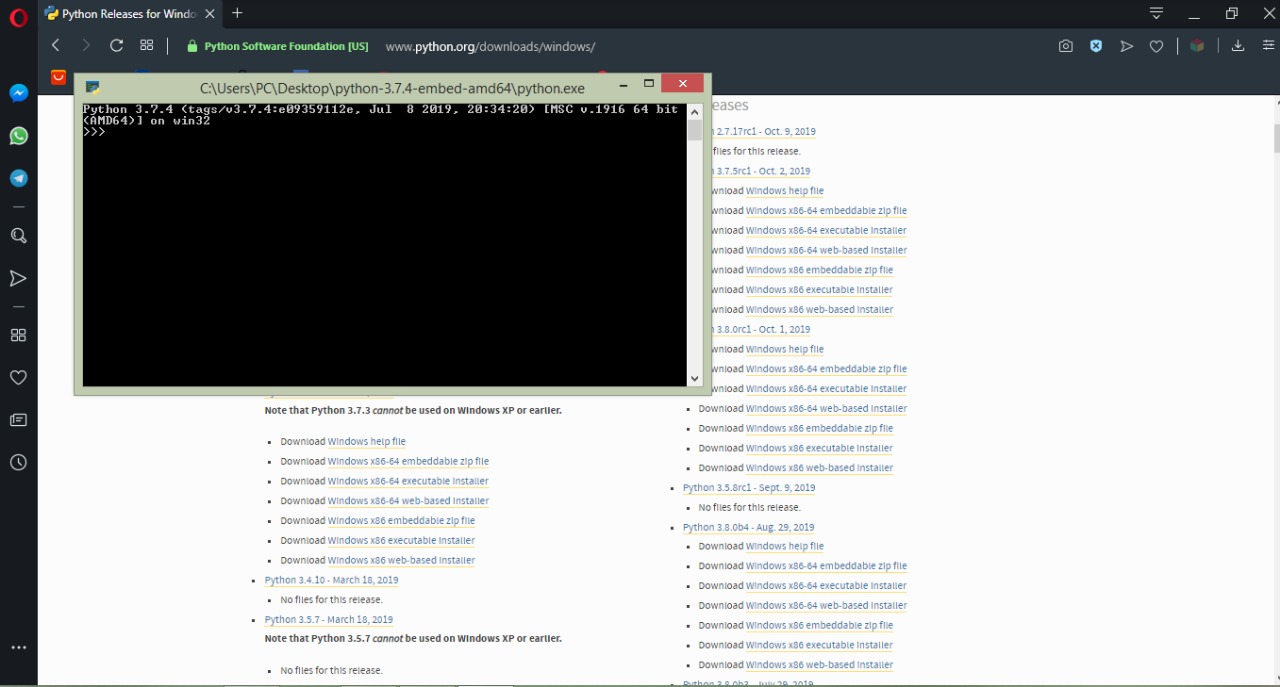 Python Releases for Windo
Python Software Foundation [US]
www.python.org/downloads/windows/
C:\Users\PC\Desktop\python-3.7.4-embed-amd64\python.exe
Python 3.7.4 (tags/v3.7.4:e09359112e, Jul  8 2019, 20:34:20) [MSC v.1916 64 bit
(AMD64)] on win32
>>>
Note that Python 3.7.3 cannot be used on Windows XP or earlier.
Download Windows help file
Download Windows x86-64 embeddable zip file
Download Windows x86-64 executable installer
Download Windows x86-64 web-based installer
Download Windows x86 embeddable zip file
Download Windows x86 executable installer
Download Windows x86 web-based installer
Python 3.4.10 - March 18, 2019
No files for this release.
Python 3.5.7 - March 18, 2019
Note that Python 3.5.7 cannot be used on Windows XP or earlier.
No files for this release.
eases
2.7.17rc1 - Oct. 9, 2019
files for this release.
3.7.5rc1 - Oct. 2, 2019
wnload Windows help file
wnload Windows x86-64 embeddable zip file
wnload Windows x86-64 executable installer
wnload Windows x86-64 web-based installer
wnload Windows x86 embeddable zip file
wnload Windows x86 executable installer
wnload Windows x86 web-based installer
3.8.0rc1 - Oct. 1, 2019
wnload Windows help file
wnload Windows x86-64 embeddable zip file
wnload Windows x86-64 executable installer
Download Windows x86-64 web-based installer
Download Windows x86 embeddable zip file
Download Windows x86 executable installer
Download Windows x86 web-based installer
Python 3.5.8rc1 - Sept. 9, 2019
No files for this release.
Python 3.8.0b4 - Aug. 29, 2019
Download Windows help file
Download Windows x86-64 embeddable zip file
Download Windows x86-64 executable installer
Download Windows x86-64 web-based installer
Download Windows x86 embeddable zip file
Download Windows x86 executable installer
Download Windows x86 web-based installer
Python 3.8.0b3 - July 29, 2019